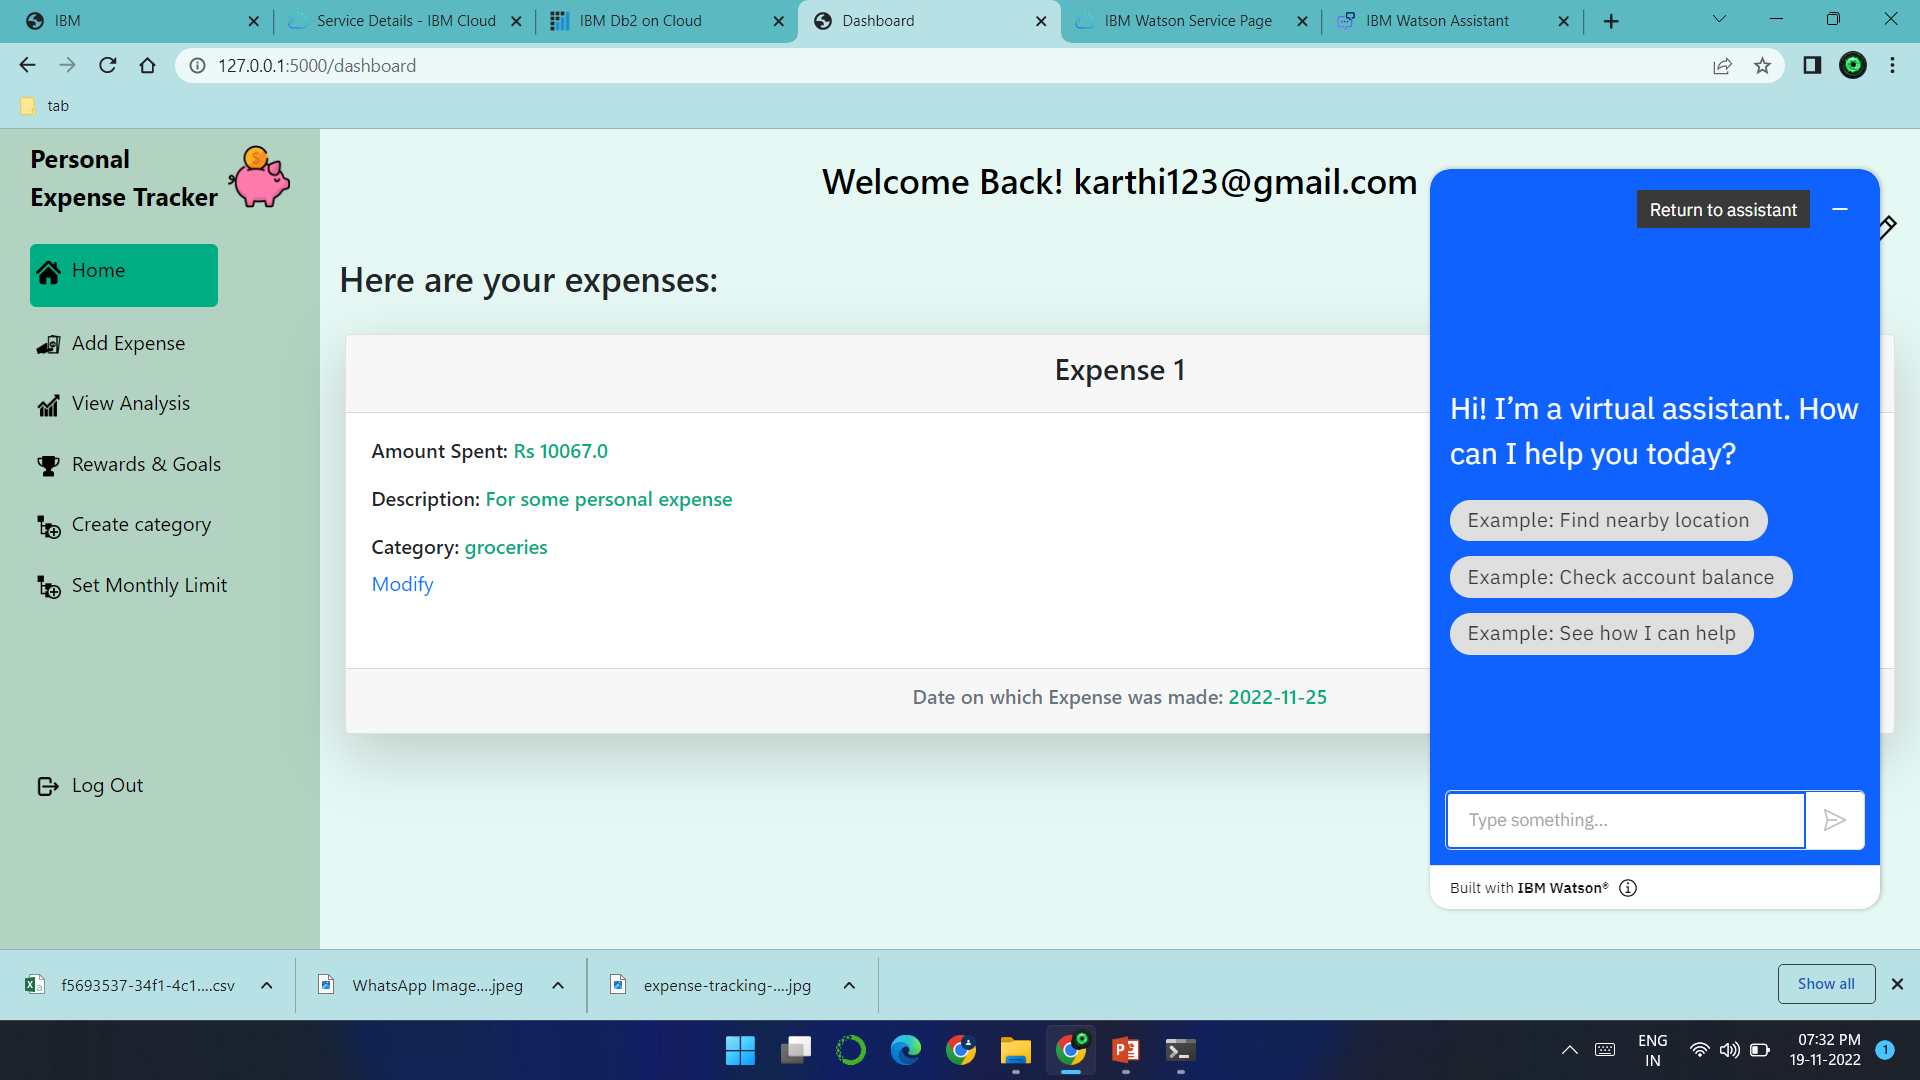 IBM
Service Details - IBM Cloud
IBM Db2 on Cloud
Dashboard
IBM Watson Service Page
IBM Watson Assistant
127.0.0.1:5000/dashboard
tab
Personal
Expense Tracker
Home
Add Expense
View Analysis
Rewards & Goals
Create category
Set Monthly Limit
Log Out
Welcome Back! karthi123@gmail.com
Here are your expenses:
Expense 1
Amount Spent: Rs 10067.0
Description: For some personal expense
Category: groceries
Modify
Date on which Expense was made: 2022-11-25
Return to assistant
Hi! I’m a virtual assistant. How
can I help you today?
Example: Find nearby location
Example: Check account balance
Example: See how I can help
Type something...
Built with IBM Watson®
f5693537-34f1-4c1....csv
WhatsApp Image....jpeg
expense-tracking-....jpg
Show all
ENG
IN
07:32 PM
19-11-2022
1